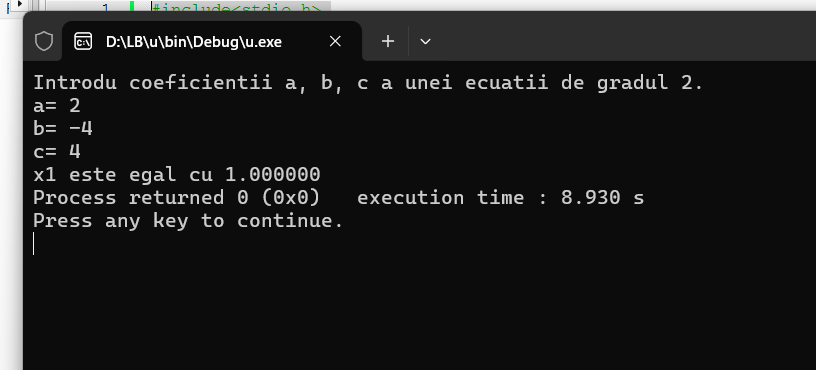 1 #include<stdio.h>
D:\LB\u\bin\Debug\u.exe
Introdu coeficientii a, b, c a unei ecuatii de gradul 2.
a= 2
b= -4
c= 4
x1 este egal cu 1.000000
Process returned 0 (0x0)   execution time : 8.930 s
Press any key to continue.